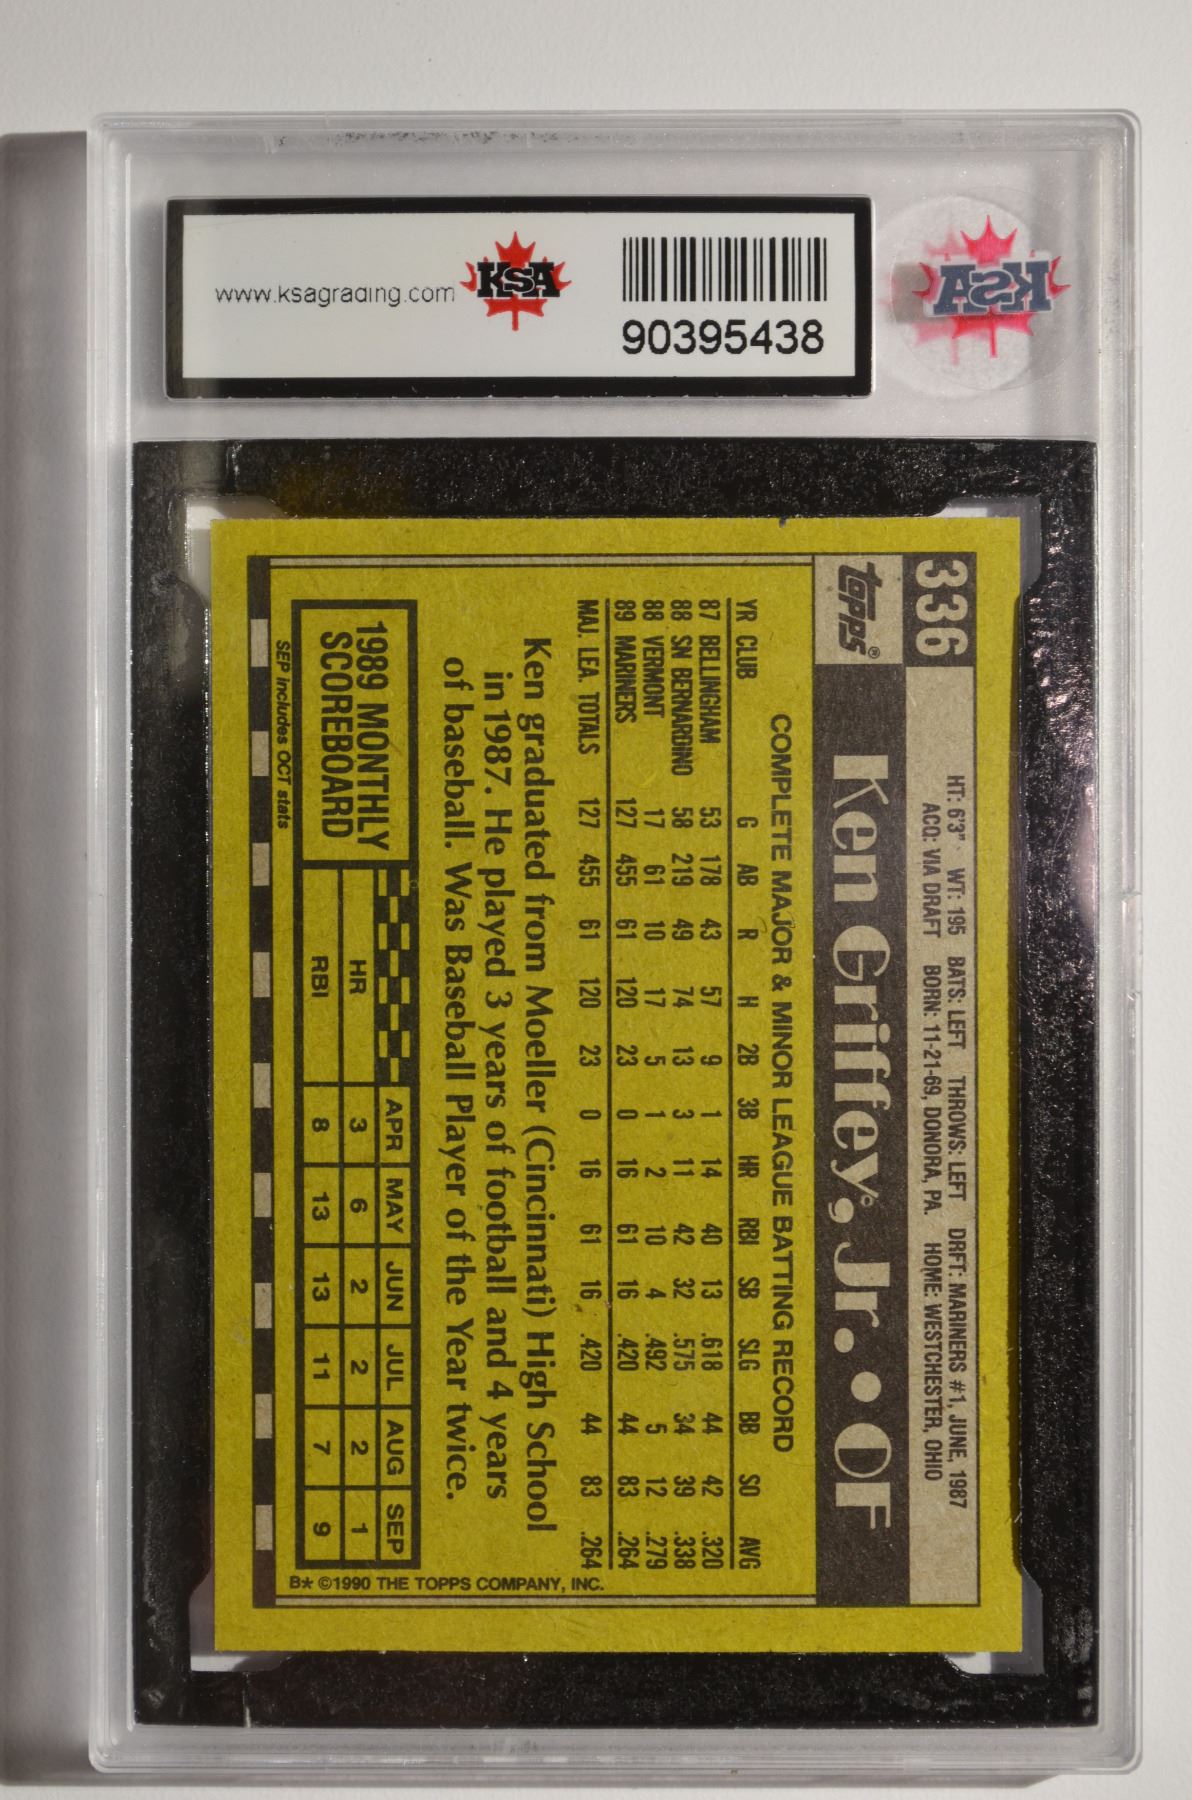 www.ksagrading.com
KSA
90395438
KSA
336
HT: 6'3" WT: 195 BATS: LEFT THROWS: LEFT DRFT: MARINERS #1, JUNE, 1987
ACQ: VIA DRAFT BORN: 11-21-69, DONORA, PA. HOME: WESTCHESTER, OHIO
topps®
Ken Griffey, Jr. • OF
COMPLETE MAJOR & MINOR LEAGUE BATTING RECORD
YR CLUB G AB R H 2B 3B HR RBI SB SLG BB SO AVG
87 BELLINGHAM 53 178 43 57 9 1 14 40 13 .618 44 42 .320
88 SN BERNARDINO 58 219 49 74 13 3 11 42 32 .575 34 39 .338
88 VERMONT 17 61 10 17 5 1 2 10 4 .492 5 12 .279
89 MARINERS 127 455 61 120 23 0 16 61 16 .420 44 83 .264
MAJ. LEA. TOTALS 127 455 61 120 23 0 16 61 16 .420 44 83 .264
Ken graduated from Moeller (Cincinnati) High School
in 1987. He played 3 years of football and 4 years
of baseball. Was Baseball Player of the Year twice.
1989 MONTHLY
SCOREBOARD
APR MAY JUN JUL AUG SEP
HR 3 6 2 2 2 1
RBI 8 13 13 11 7 9
SEP includes OCT stats
B* ©1990 THE TOPPS COMPANY, INC.